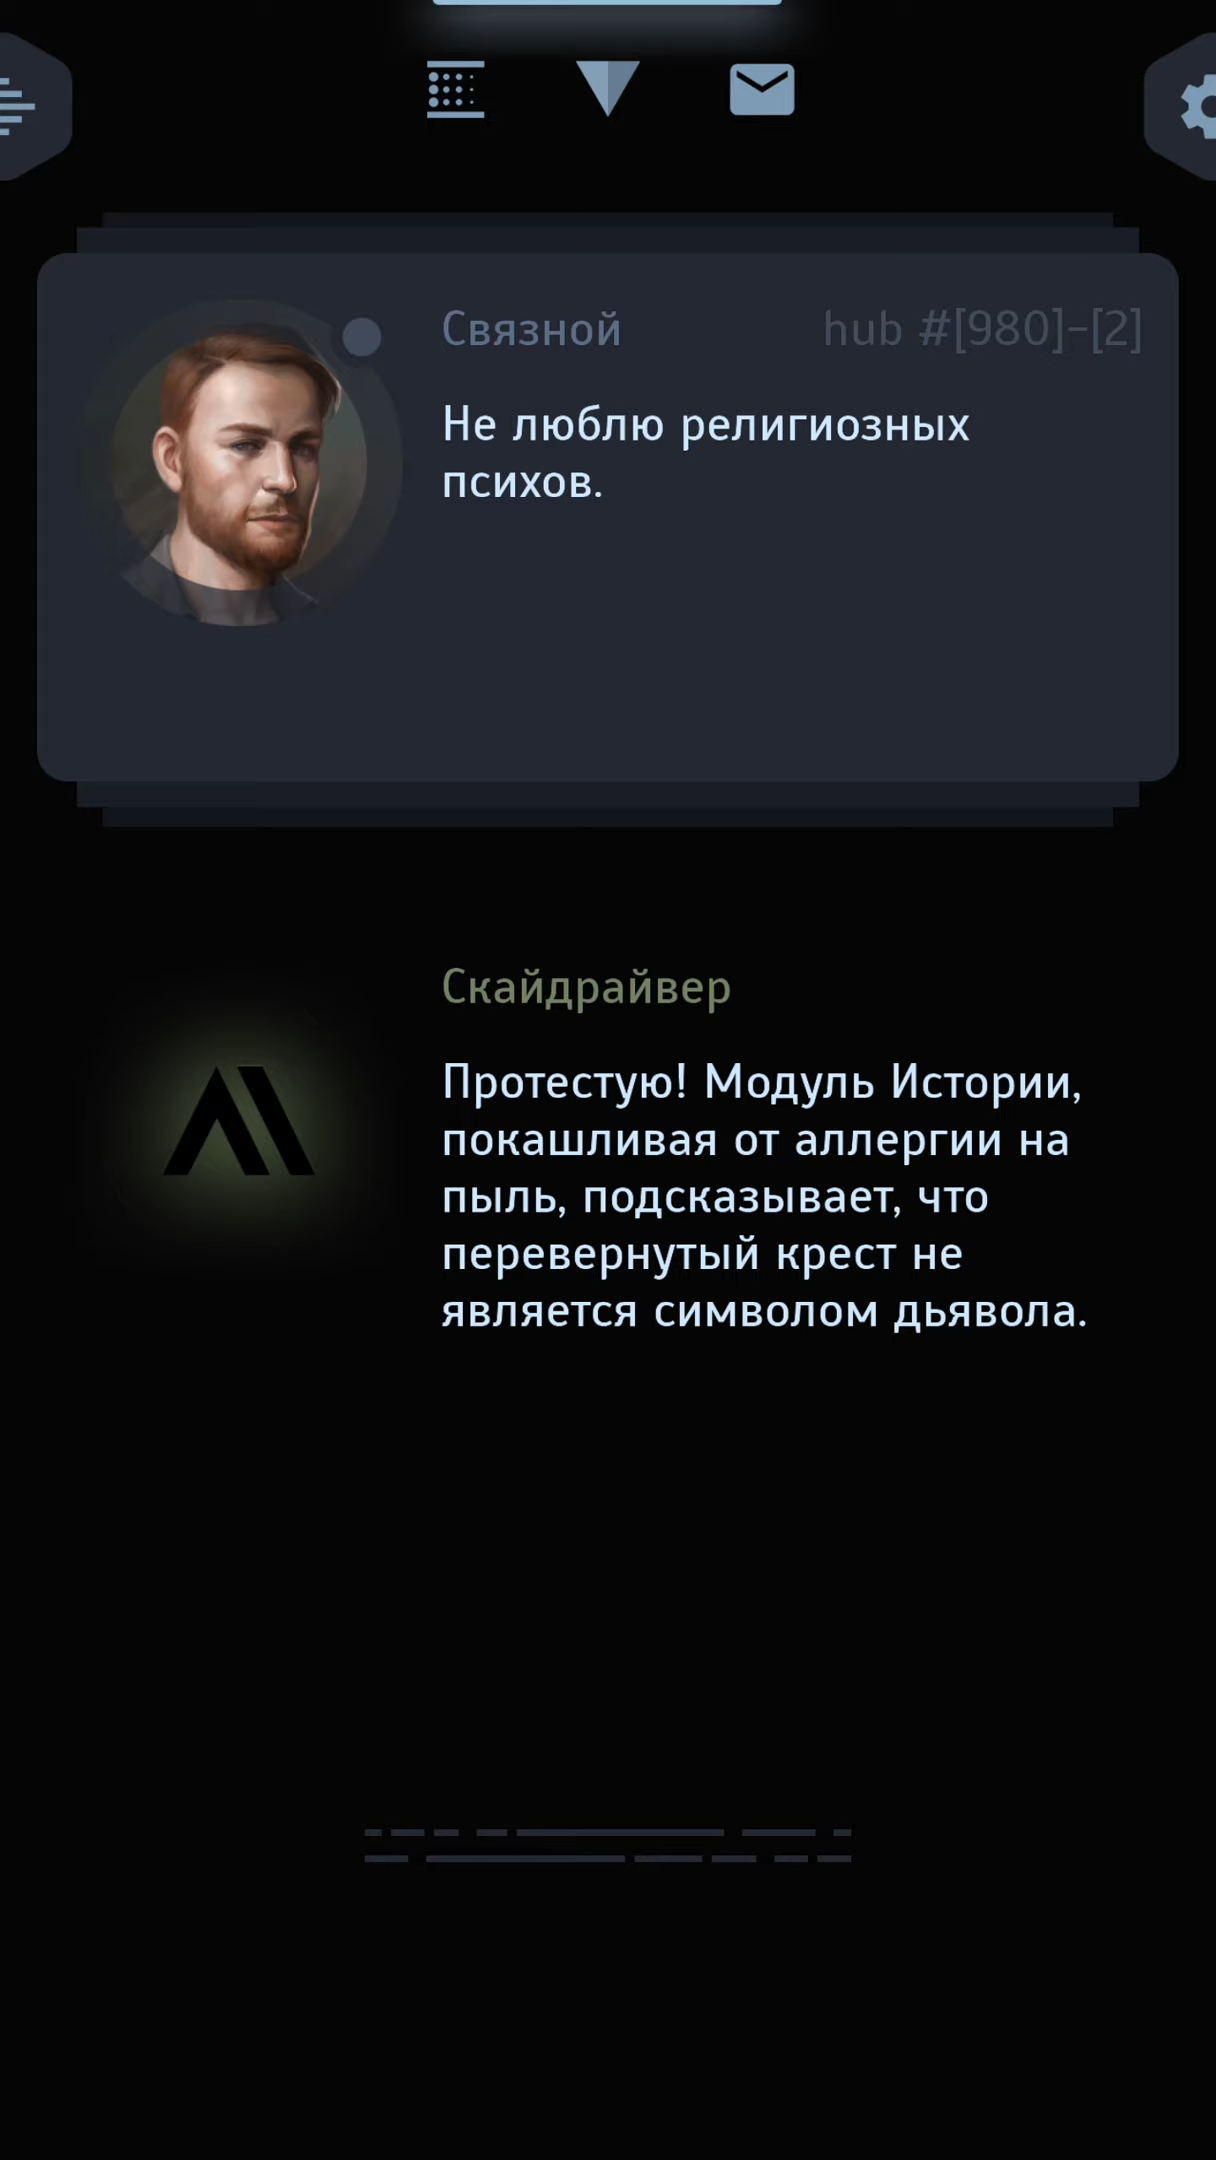 Связной hub #[980]-[2]
Не люблю религиозных
психов.
Скайдрайвер
Протестую! Модуль Истории,
покашливая от аллергии на
пыль, подсказывает, что
перевернутый крест не
является символом дьявола.